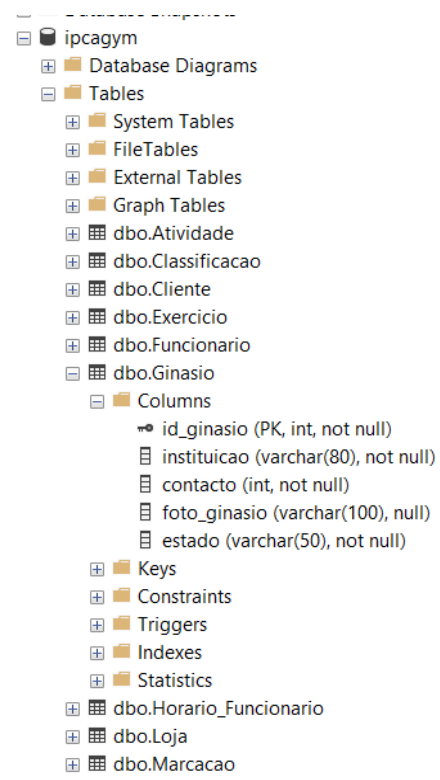 Database Snapshots
ipcagym
Database Diagrams
Tables
System Tables
FileTables
External Tables
Graph Tables
dbo.Atividade
dbo.Classificacao
dbo.Cliente
dbo.Exercicio
dbo.Funcionario
dbo.Ginasio
Columns
id_ginasio (PK, int, not null)
instituicao (varchar(80), not null)
contacto (int, not null)
foto_ginasio (varchar(100), null)
estado (varchar(50), not null)
Keys
Constraints
Triggers
Indexes
Statistics
dbo.Horario_Funcionario
dbo.Loja
dbo.Marcacao